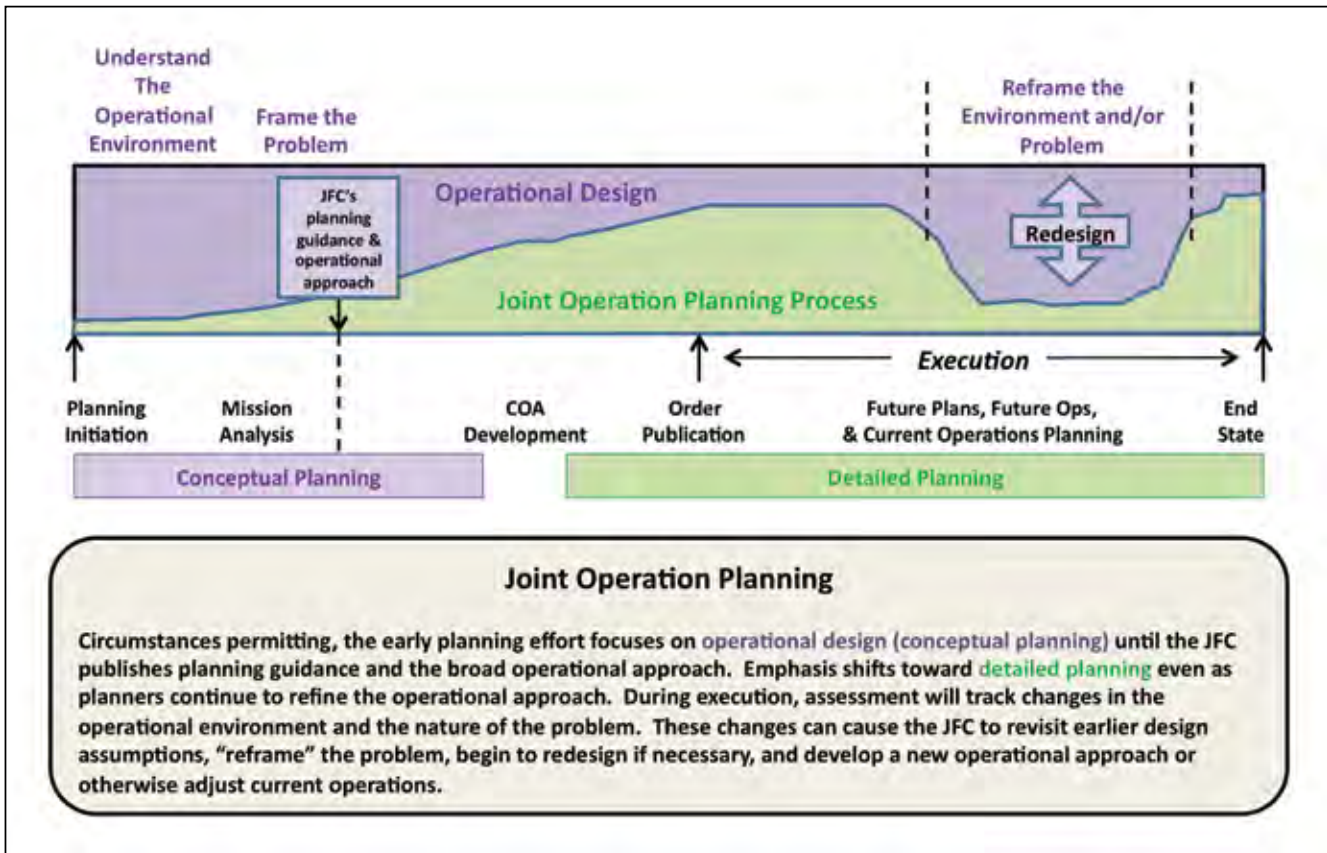 Understand
The
Operational
Environment
Frame the
Problem
Reframe the
Environment and/or
Problem
JFC's
planning
guidance &
operational
approach
Operational Design
Redesign
Joint Operation Planning Process
Execution
Planning
Initiation
Mission
Analysis
COA
Development
Order
Publication
Future Plans, Future Ops,
& Current Operations Planning
End
State
Conceptual Planning
Detailed Planning
Joint Operation Planning
Circumstances permitting, the early planning effort focuses on operational design (conceptual planning) until the JFC
publishes planning guidance and the broad operational approach. Emphasis shifts toward detailed planning even as
planners continue to refine the operational approach. During execution, assessment will track changes in the
operational environment and the nature of the problem. These changes can cause the JFC to revisit earlier design
assumptions, “reframe” the problem, begin to redesign if necessary, and develop a new operational approach or
otherwise adjust current operations.